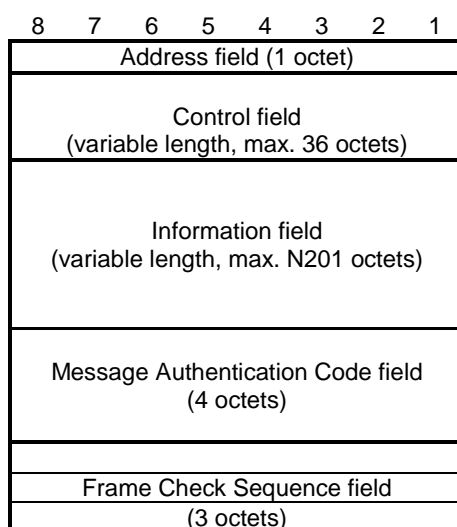 8 7 6 5 4 3 2 1
Address field (1 octet)
Control field
(variable length, max. 36 octets)
Information field
(variable length, max. N201 octets)
Message Authentication Code field
(4 octets)
Frame Check Sequence field
(3 octets)